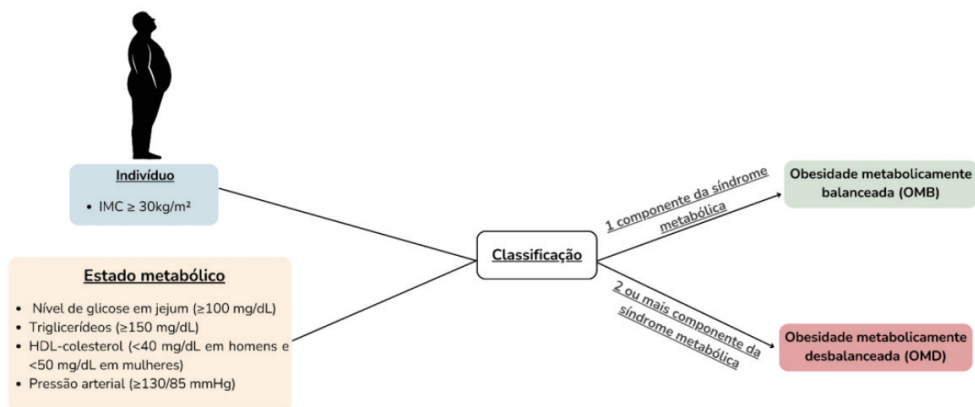 Indivíduo
• IMC ≥ 30kg/m²
Estado metabólico
• Nível de glicose em jejum (≥100 mg/dL)
• Triglicerídeos (≥150 mg/dL)
• HDL-colesterol (<40 mg/dL em homens e
<50 mg/dL em mulheres)
• Pressão arterial (≥130/85 mmHg)
Classificação
1 componente da síndrome
metabólica
2 ou mais componente da
síndrome metabólica
Obesidade metabolicamente
balanceada (OMB)
Obesidade metabolicamente
desbalanceada (OMD)